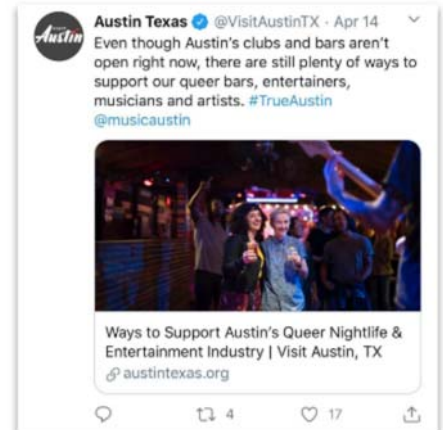 Austin
Austin Texas @VisitAustinTX · Apr 14
Even though Austin's clubs and bars aren't
open right now, there are still plenty of ways to
support our queer bars, entertainers,
musicians and artists. #TrueAustin
@musicaustin
Ways to Support Austin's Queer Nightlife &
Entertainment Industry | Visit Austin, TX
austintexas.org
4 17